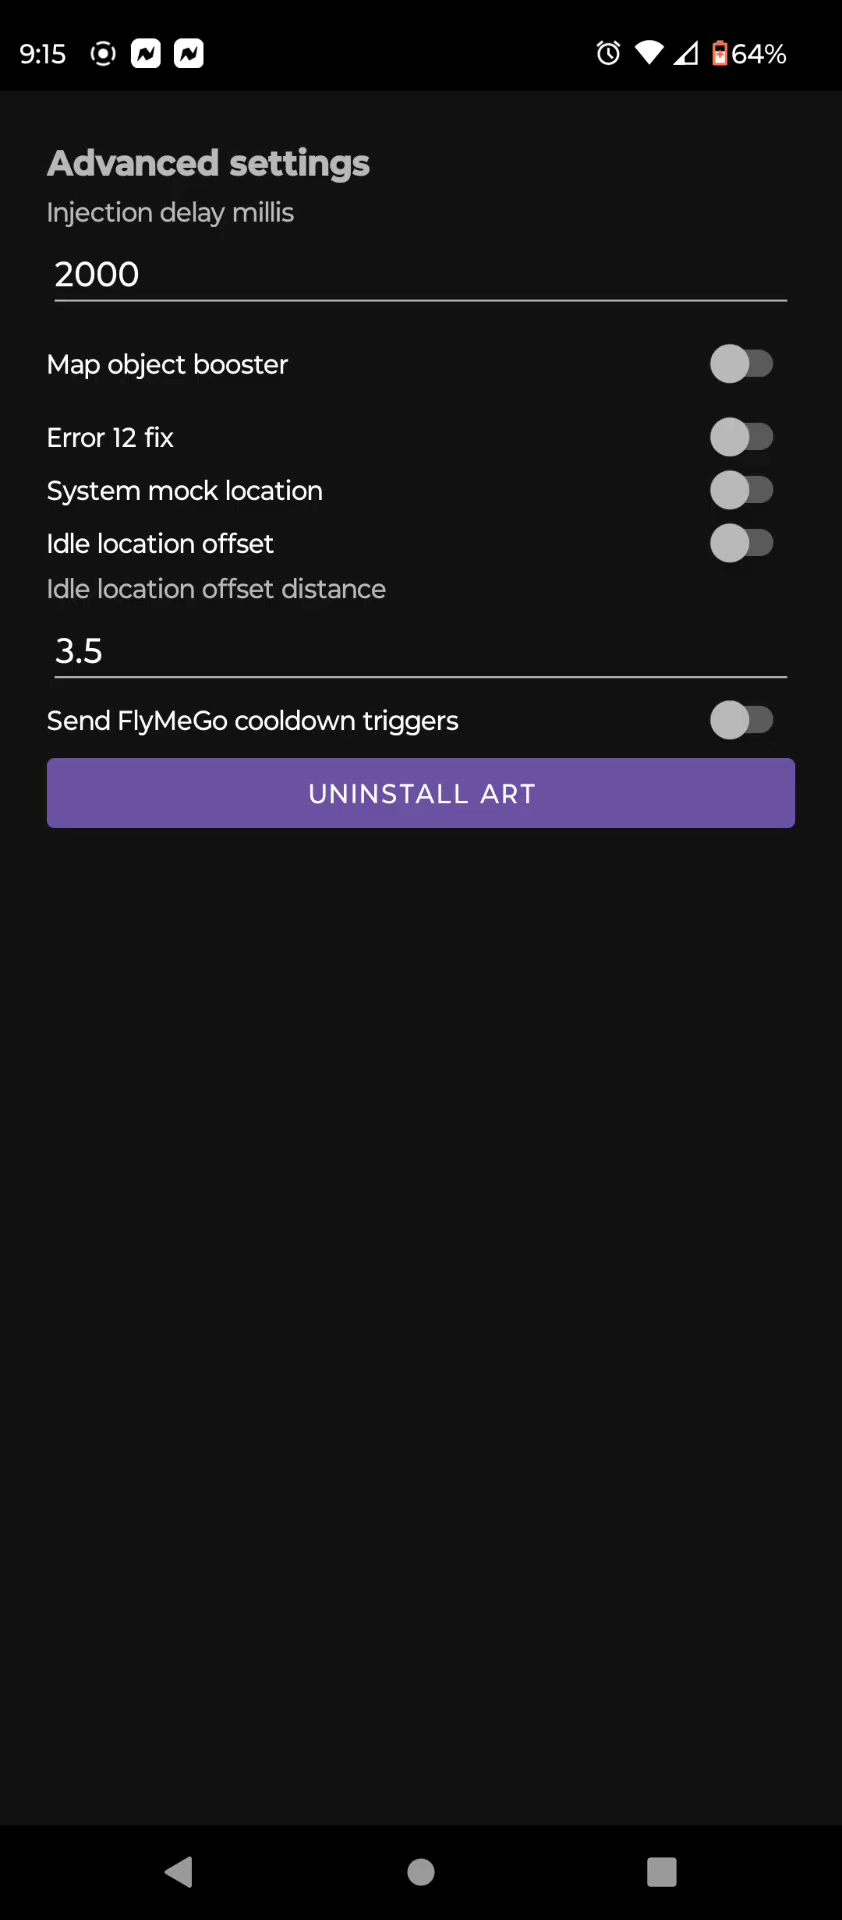 9:15
64%
Advanced settings
Injection delay millis
2000
Map object booster
Error 12 fix
System mock location
Idle location offset
Idle location offset distance
3.5
Send FlyMeGo cooldown triggers
UNINSTALL ART